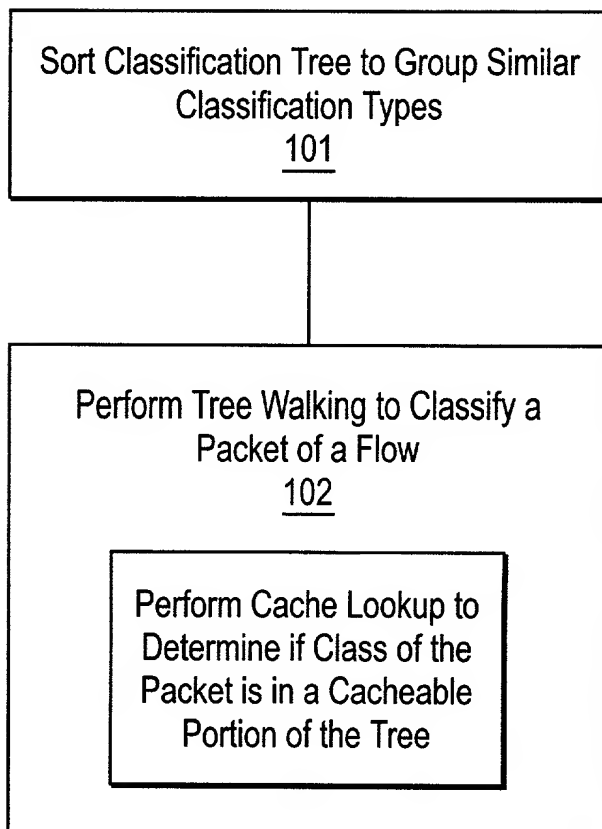 Sort Classification Tree to Group Similar
Classification Types
101
Perform Tree Walking to Classify a
Packet of a Flow
102
Perform Cache Lookup to
Determine if Class of the
Packet is in a Cacheable
Portion of the Tree